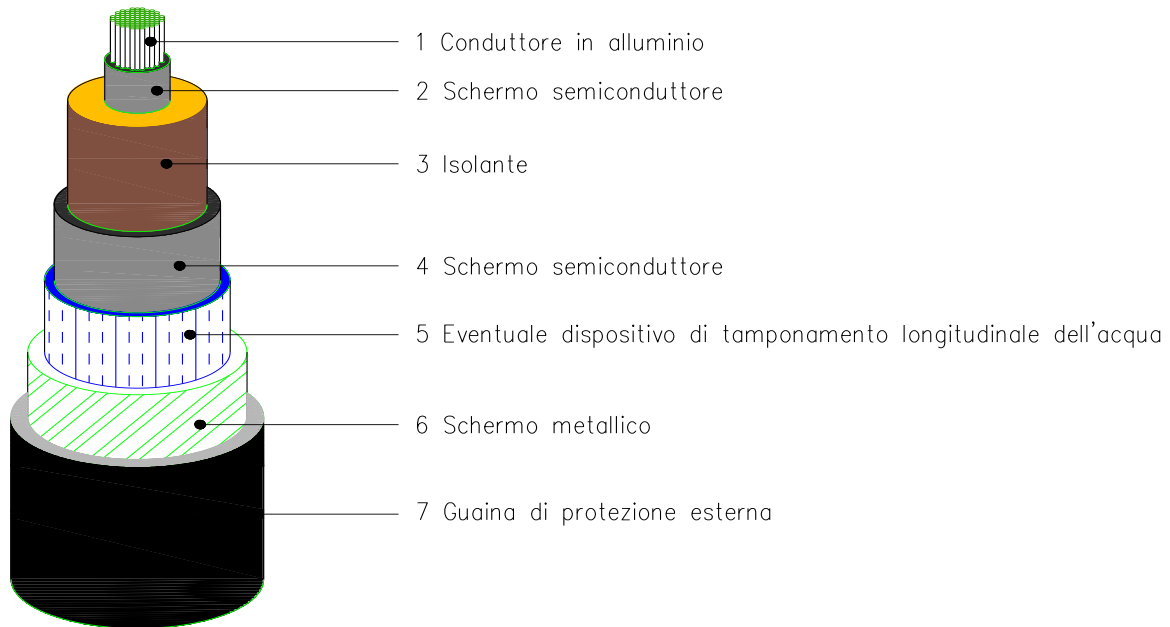 1 Conduttore in alluminio
2 Schermo semiconduttore
3 Isolante
4 Schermo semiconduttore
5 Eventuale dispositivo di tamponamento longitudinale dell'acqua
6 Schermo metallico
7 Guaina di protezione esterna